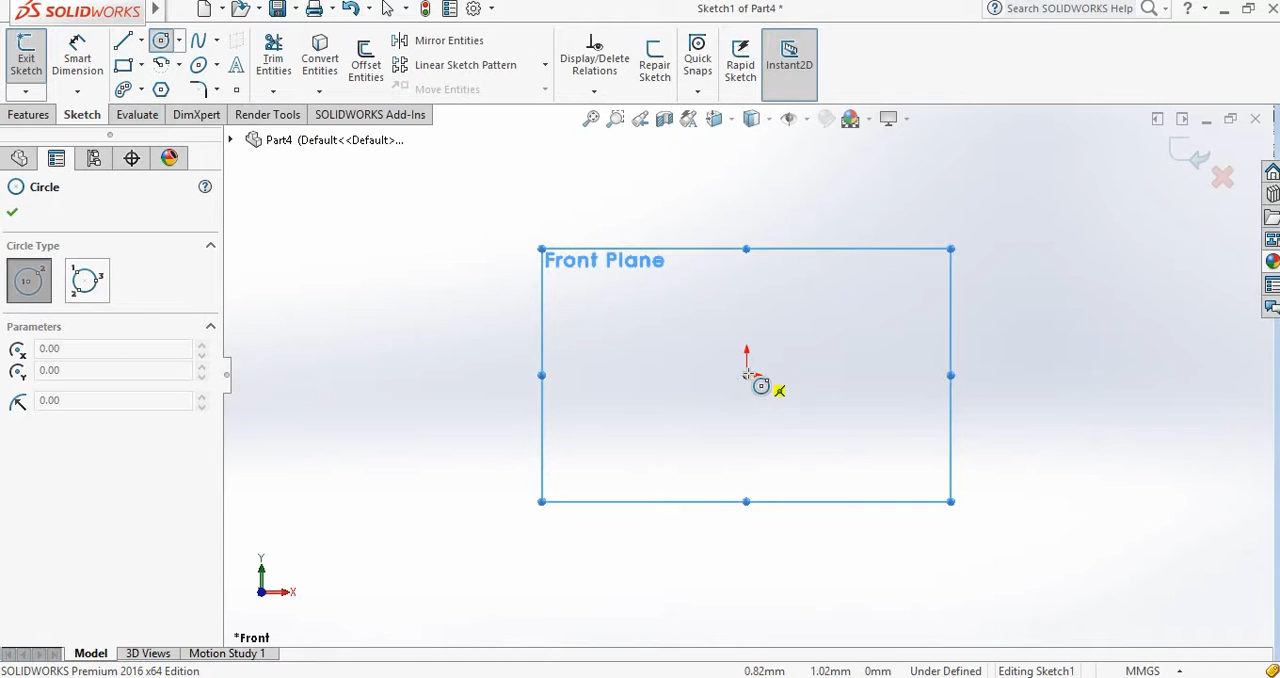 SOLIDWORKS
Sketch1 of Part4 *
Search SOLIDWORKS Help
?
Exit Sketch
Smart Dimension
Trim Entities
Convert Entities
Offset Entities
Mirror Entities
Linear Sketch Pattern
Move Entities
Display/Delete Relations
Repair Sketch
Quick Snaps
Rapid Sketch
Instant2D
Features
Sketch
Evaluate
DimXpert
Render Tools
SOLIDWORKS Add-Ins
Part4 (Default<<Default>...
Circle
?
Circle Type
Parameters
0.00
0.00
0.00
Front Plane
Y
X
*Front
Model
3D Views
Motion Study 1
SOLIDWORKS Premium 2016 x64 Edition
0.82mm
1.02mm
0mm
Under Defined
Editing Sketch1
MMGS